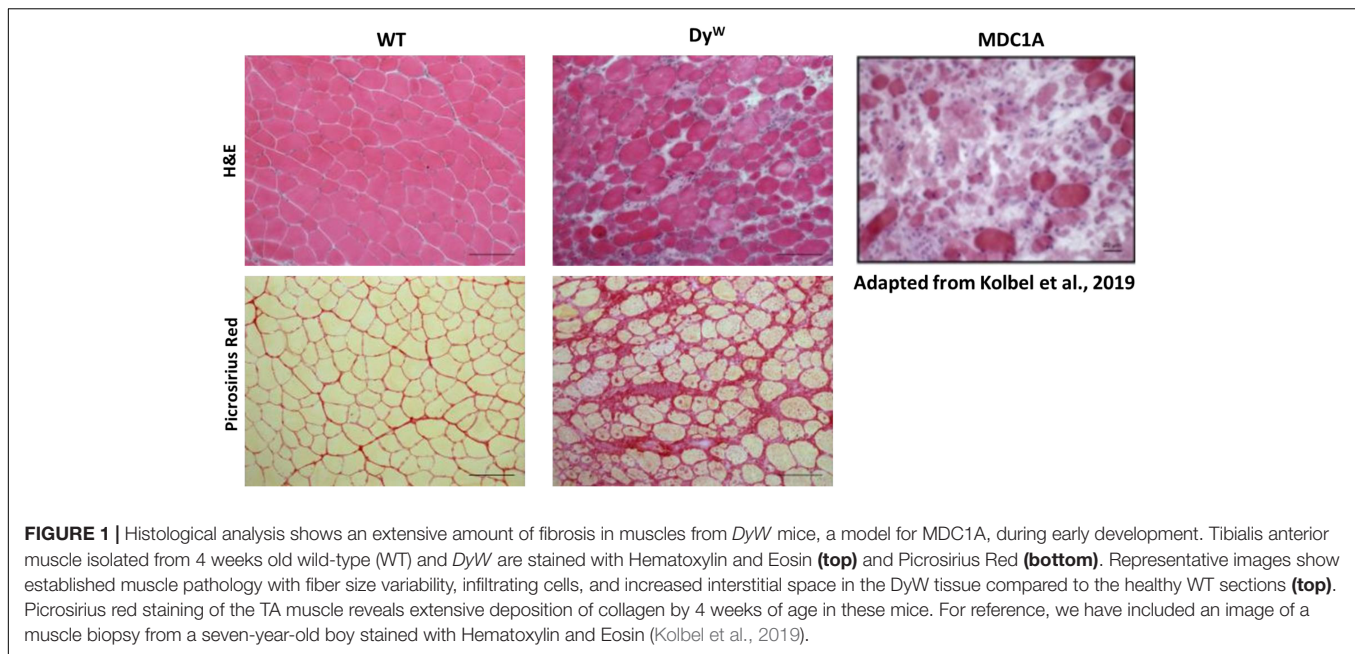 WT
Dy^W
MDC1A
H&E
Adapted from Kolbel et al., 2019
Picrosirius Red
FIGURE 1 | Histological analysis shows an extensive amount of fibrosis in muscles from DyW mice, a model for MDC1A, during early development. Tibialis anterior
muscle isolated from 4 weeks old wild-type (WT) and DyW are stained with Hematoxylin and Eosin (top) and Picrosirius Red (bottom). Representative images show
established muscle pathology with fiber size variability, infiltrating cells, and increased interstitial space in the DyW tissue compared to the healthy WT sections (top).
Picrosirius red staining of the TA muscle reveals extensive deposition of collagen by 4 weeks of age in these mice. For reference, we have included an image of a
muscle biopsy from a seven-year-old boy stained with Hematoxylin and Eosin (Kolbel et al., 2019).